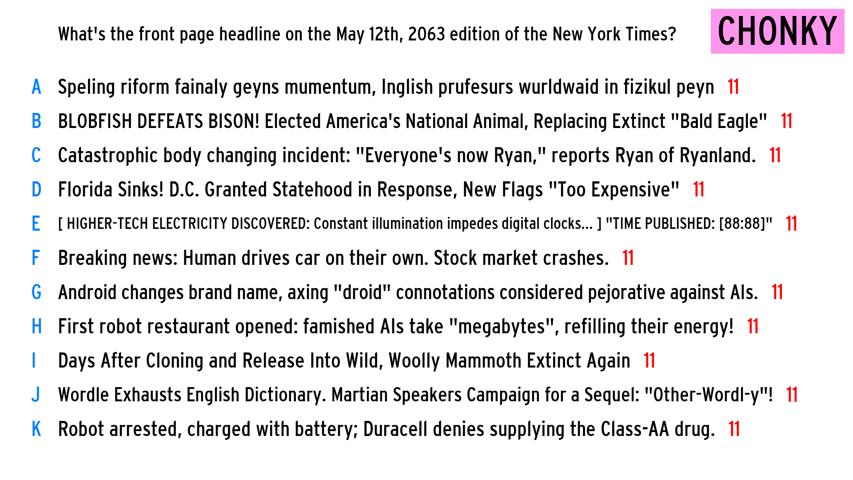 What's the front page headline on the May 12th, 2063 edition of the New York Times? CHONKY
A Speling riform fainaly geyns mumentum, Inglish prufesurs wurldwaid in fizikul peyn 11
B BLOBFISH DEFEATS BISON! Elected America's National Animal, Replacing Extinct "Bald Eagle" 11
C Catastrophic body changing incident: "Everyone's now Ryan," reports Ryan of Ryanland. 11
D Florida Sinks! D.C. Granted Statehood in Response, New Flags "Too Expensive" 11
E [ HIGHER-TECH ELECTRICITY DISCOVERED: Constant illumination impedes digital clocks... ] "TIME PUBLISHED: [88:88]" 11
F Breaking news: Human drives car on their own. Stock market crashes. 11
G Android changes brand name, axing "droid" connotations considered pejorative against AIs. 11
H First robot restaurant opened: famished AIs take "megabytes", refilling their energy! 11
I Days After Cloning and Release Into Wild, Woolly Mammoth Extinct Again 11
J Wordle Exhausts English Dictionary. Martian Speakers Campaign for a Sequel: "Other-Wordl-y"! 11
K Robot arrested, charged with battery; Duracell denies supplying the Class-AA drug. 11